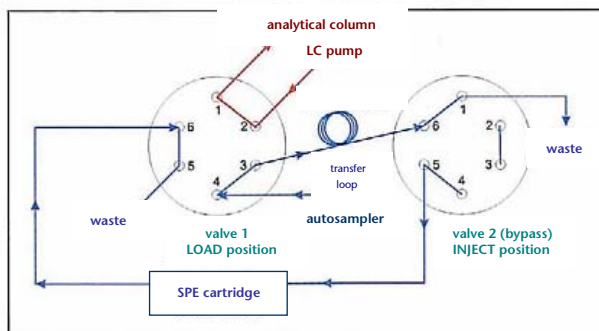 analytical column
LC pump
1
2
3
4
5
6
transfer
loop
1
2
3
4
5
6
waste
waste
autosampler
valve 1
LOAD position
valve 2 (bypass)
INJECT position
SPE cartridge